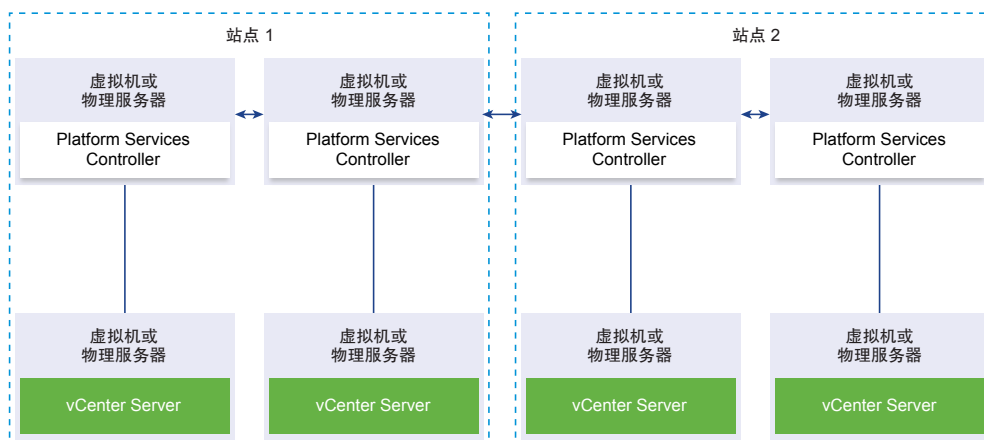 站点 1
站点 2
虚拟机或
物理服务器
Platform Services
Controller
虚拟机或
物理服务器
Platform Services
Controller
虚拟机或
物理服务器
Platform Services
Controller
虚拟机或
物理服务器
Platform Services
Controller
虚拟机或
物理服务器
vCenter Server
虚拟机或
物理服务器
vCenter Server
虚拟机或
物理服务器
vCenter Server
虚拟机或
物理服务器
vCenter Server